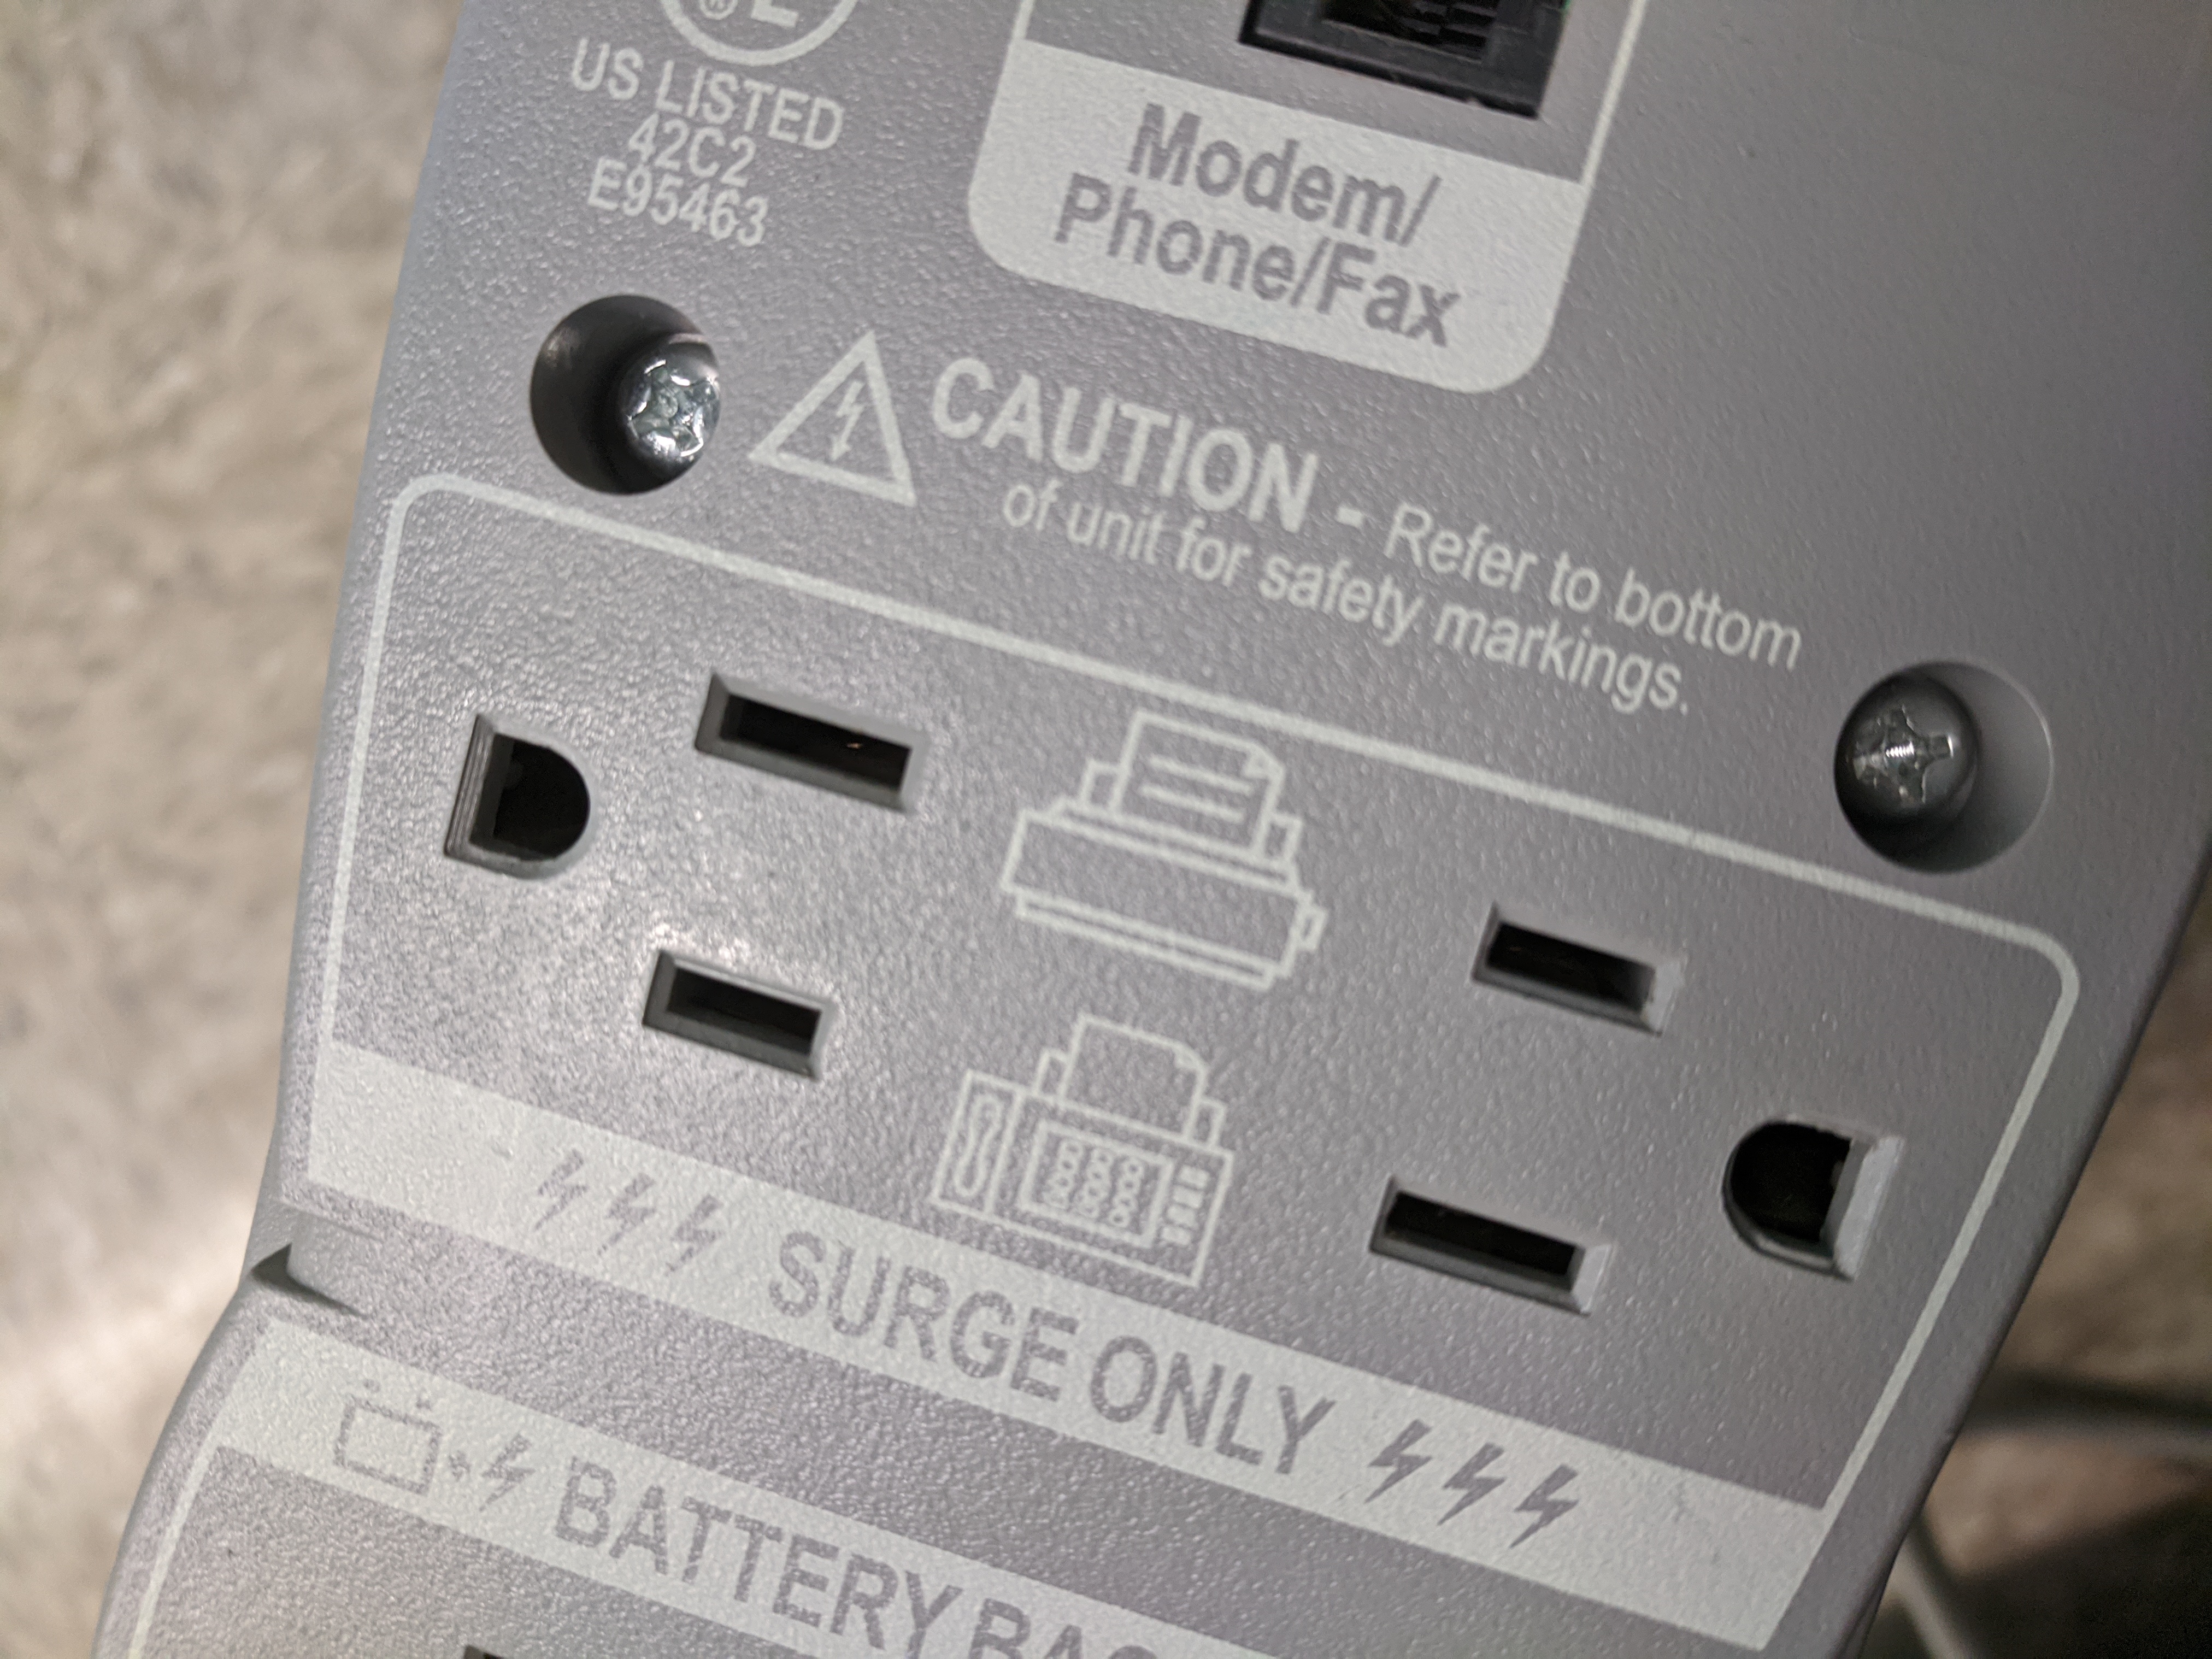 US LISTED
42C2
E95463
Modem/
Phone/Fax
CAUTION - Refer to bottom
of unit for safety markings.
SURGE ONLY
BATTERY